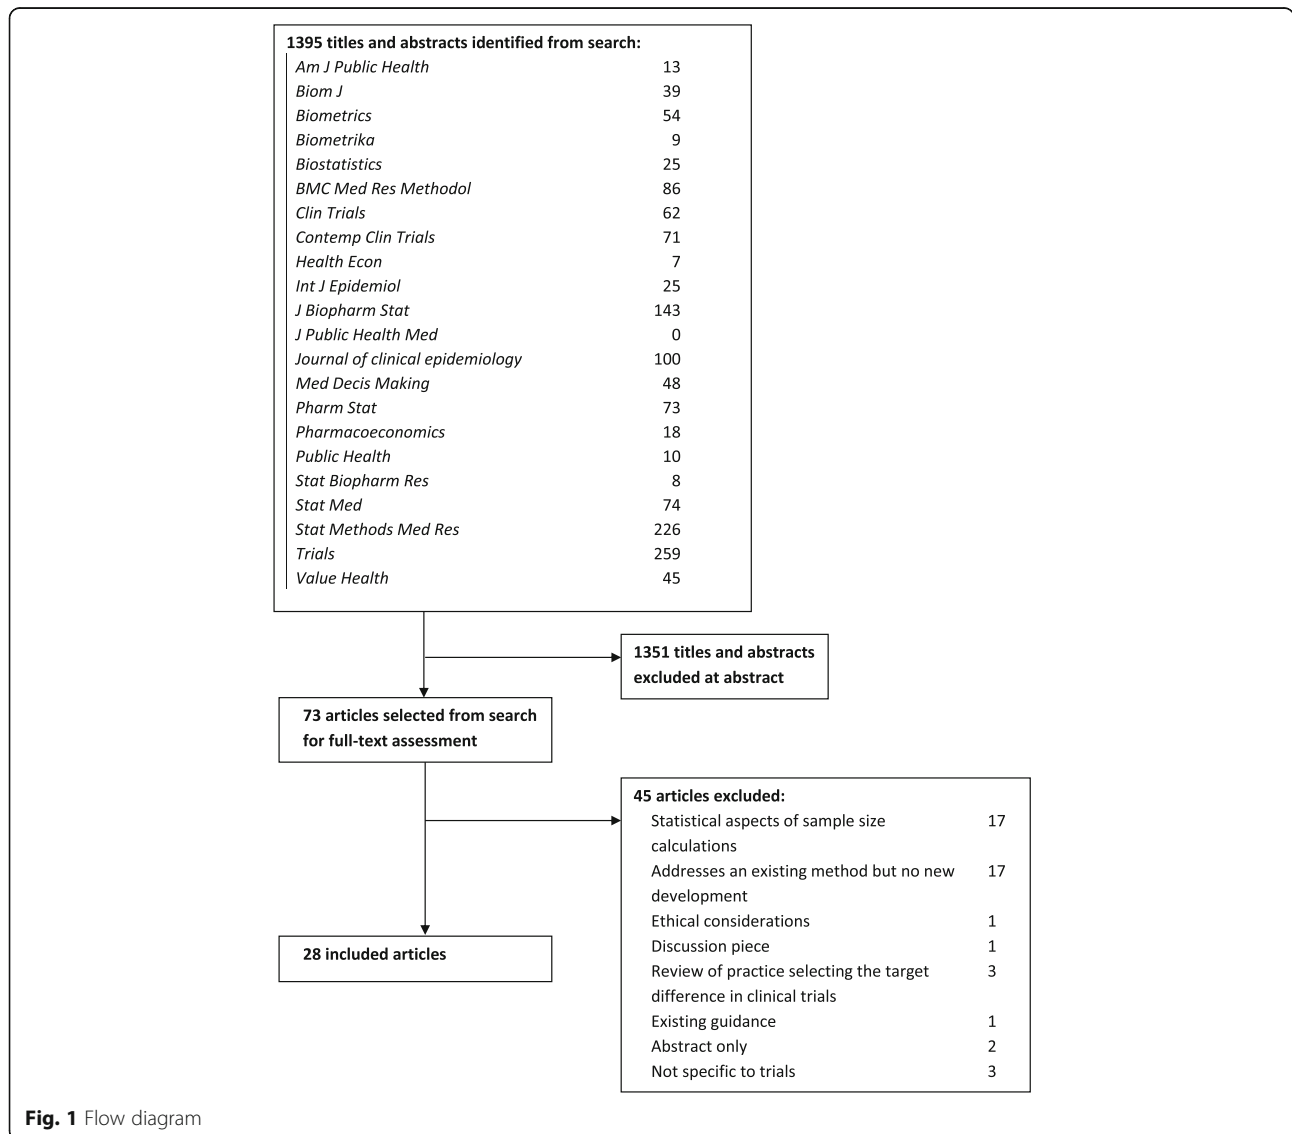 1395 titles and abstracts identified from search:
Am J Public Health 13
Biom J 39
Biometrics 54
Biometrika 9
Biostatistics 25
BMC Med Res Methodol 86
Clin Trials 62
Contemp Clin Trials 71
Health Econ 7
Int J Epidemiol 25
J Biopharm Stat 143
J Public Health Med 0
Journal of clinical epidemiology 100
Med Decis Making 48
Pharm Stat 73
Pharmacoeconomics 18
Public Health 10
Stat Biopharm Res 8
Stat Med 74
Stat Methods Med Res 226
Trials 259
Value Health 45
1351 titles and abstracts
excluded at abstract
73 articles selected from search
for full-text assessment
45 articles excluded:
Statistical aspects of sample size 17
calculations
Addresses an existing method but no new 17
development
Ethical considerations 1
Discussion piece 1
Review of practice selecting the target 3
difference in clinical trials
Existing guidance 1
Abstract only 2
Not specific to trials 3
28 included articles
Fig. 1 Flow diagram